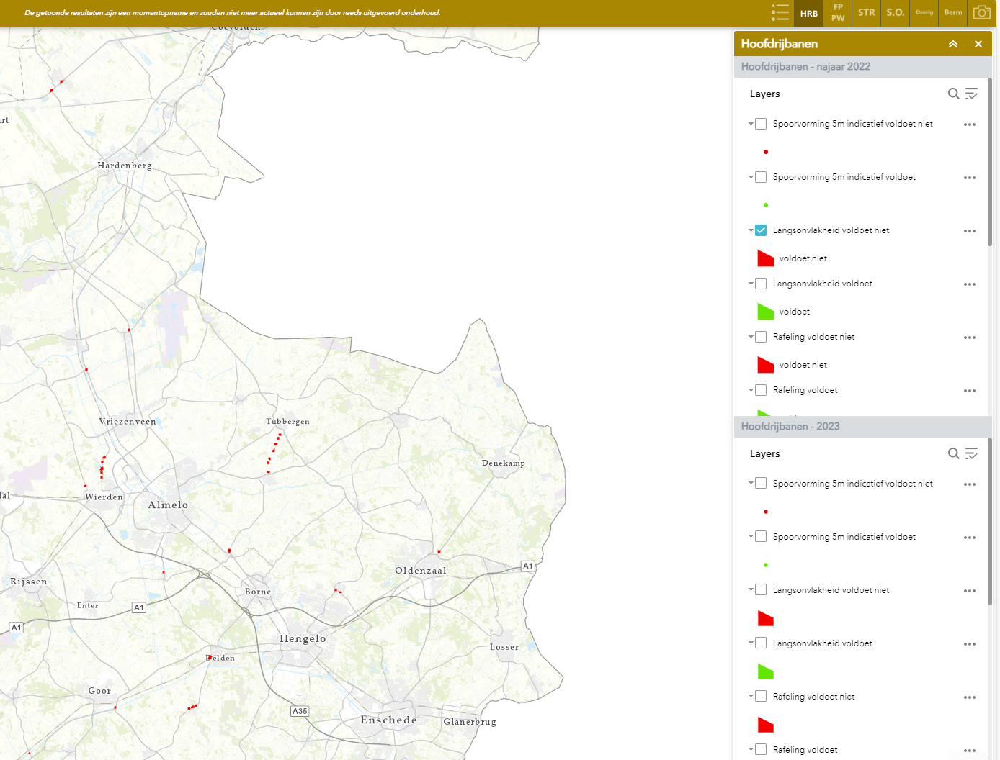 De getoonde resultaten zijn een momentopname en zouden niet meer actueel kunnen zijn door reeds uitgevoerd onderhoud.
HRB
FP
PW
STR
S.O.
Overig
Berm
Hoofdrijbanen
Hoofdrijbanen - najaar 2022
Layers
Spoorvorming 5m indicatief voldoet niet
Spoorvorming 5m indicatief voldoet
Langsonvlakheid voldoet niet
voldoet niet
Langsonvlakheid voldoet
voldoet
Rafeling voldoet niet
voldoet niet
Rafeling voldoet
Hoofdrijbanen - 2023
Layers
Spoorvorming 5m indicatief voldoet niet
Spoorvorming 5m indicatief voldoet
Langsonvlakheid voldoet niet
Langsonvlakheid voldoet
Rafeling voldoet niet
Rafeling voldoet
Coevorden
Hardenberg
Vriezenveen
Tubbergen
Denekamp
Wierden
Almelo
Oldenzaal
A1
Rijssen
Borne
Enter
A1
A1
Hengelo
Losser
Delden
Goor
A35
Enschede
Glanerbrug